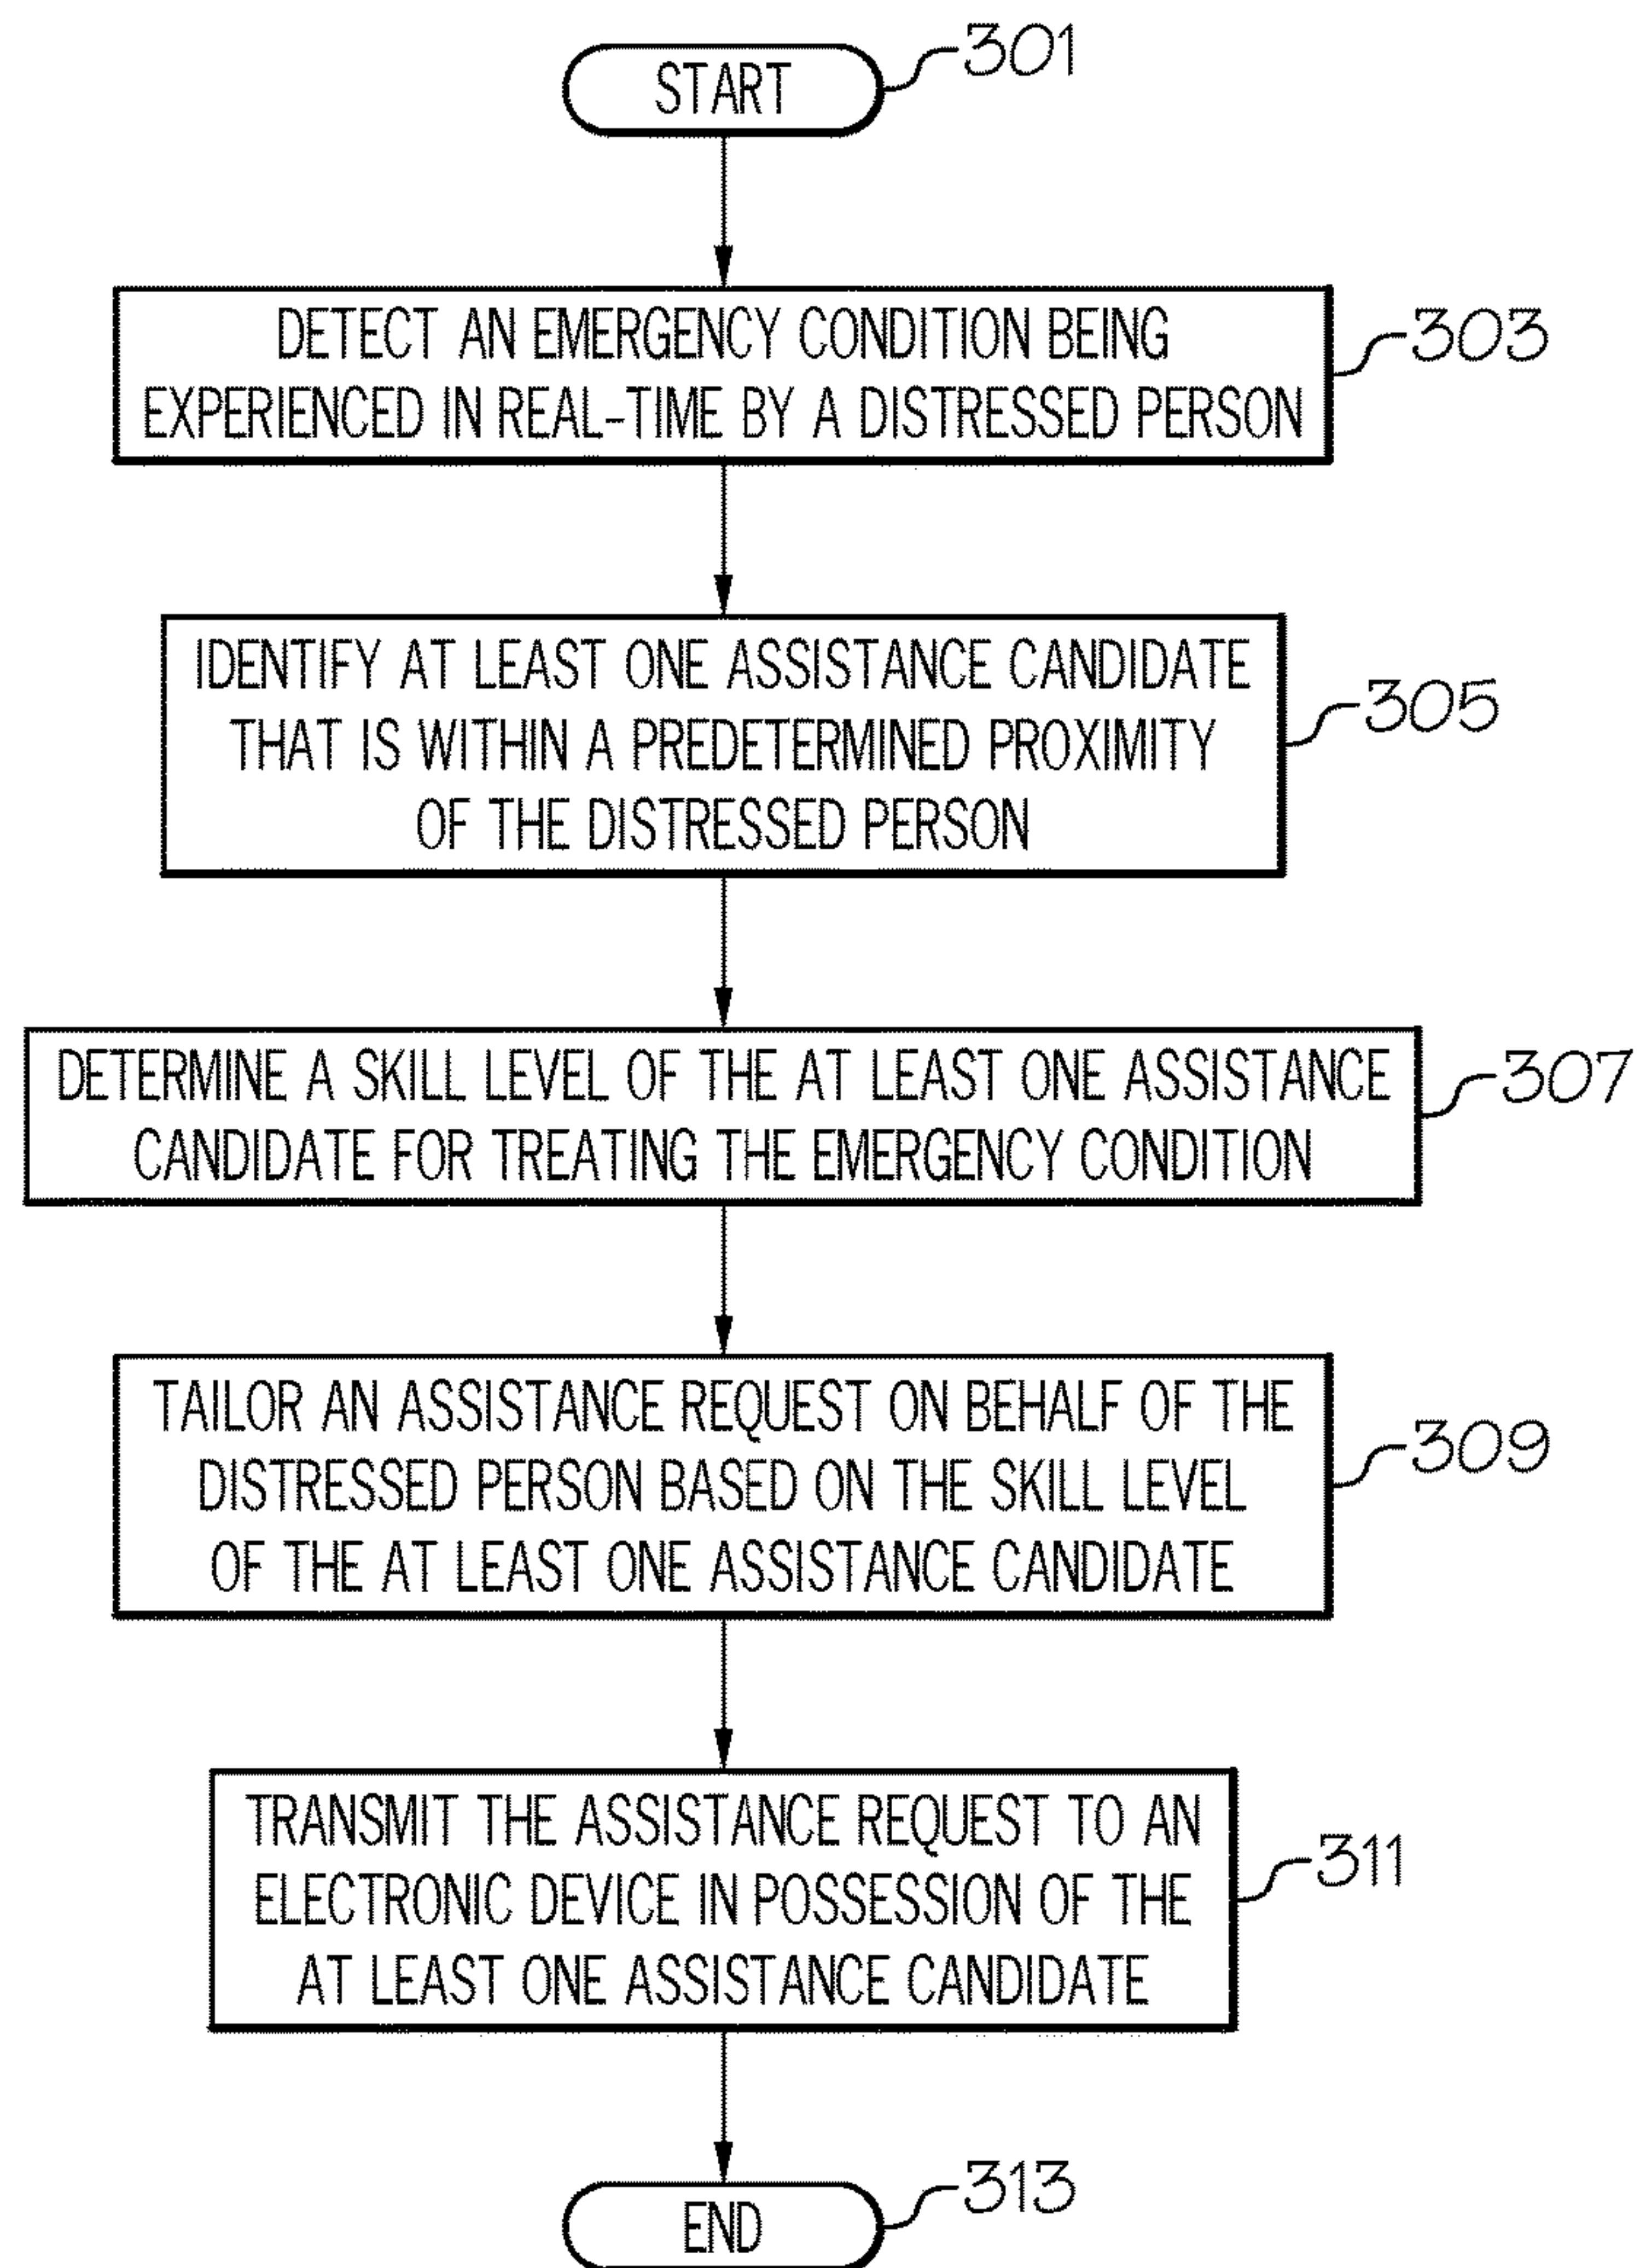 START
301
DETECT AN EMERGENCY CONDITION BEING
EXPERIENCED IN REAL-TIME BY A DISTRESSED PERSON
303
IDENTIFY AT LEAST ONE ASSISTANCE CANDIDATE
THAT IS WITHIN A PREDETERMINED PROXIMITY
OF THE DISTRESSED PERSON
305
DETERMINE A SKILL LEVEL OF THE AT LEAST ONE ASSISTANCE
CANDIDATE FOR TREATING THE EMERGENCY CONDITION
307
TAILOR AN ASSISTANCE REQUEST ON BEHALF OF THE
DISTRESSED PERSON BASED ON THE SKILL LEVEL
OF THE AT LEAST ONE ASSISTANCE CANDIDATE
309
TRANSMIT THE ASSISTANCE REQUEST TO AN
ELECTRONIC DEVICE IN POSSESSION OF THE
AT LEAST ONE ASSISTANCE CANDIDATE
311
END
313